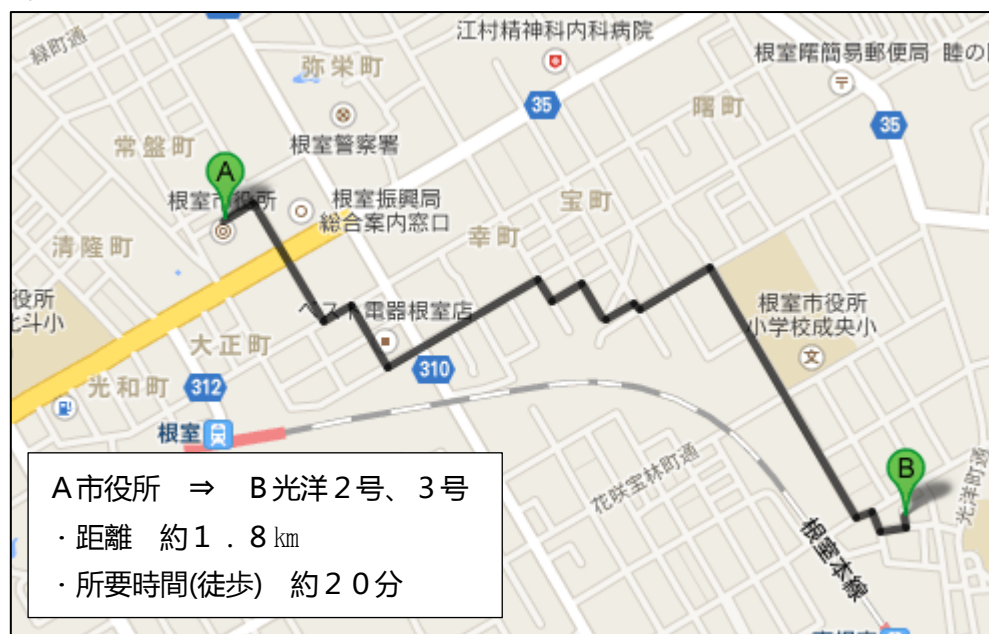 緑町通
弥栄町
江村精神科内科病院
根室曙簡易郵便局
睦の
35
曙町
35
根室警察署
常盤町
A
根室市役所
根室振興局
総合案内窓口
宝町
幸町
清隆町
役所
北斗小
ベスト電器根室店
根室市役所
小学校成央小
大正町
310
光和町
312
根室
花咲宝林町通
B
光洋町通
根室本線
A市役所 ⇒ B光洋2号、3号
・距離 約1.8㎞
・所要時間(徒歩) 約20分